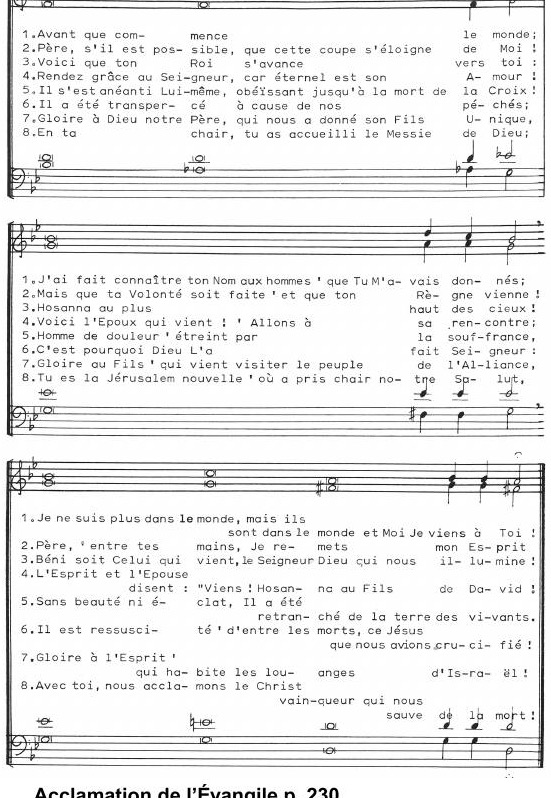 1.Avant que com- mence le monde;
2.Père, s'il est pos- sible, que cette coupe s'éloigne de Moi !
3.Voici que ton Roi s'avance vers toi :
4.Rendez grâce au Sei-gneur, car éternel est son A- mour !
5.Il s'est anéanti Lui-même, obéïssant jusqu'à la mort de la Croix!
6.Il a été transper- cé à cause de nos pé- chés;
7.Gloire à Dieu notre Père, qui nous a donné son Fils U- nique,
8.En ta chair, tu as accueilli le Messie de Dieu;
1.J'ai fait connaître ton Nom aux hommes ' que Tu M'a- vais don- nés;
2.Mais que ta Volonté soit faite ' et que ton Rè- gne vienne !
3.Hosanna au plus haut des cieux !
4.Voici l'Epoux qui vient ! ' Allons à sa ren- contre;
5.Homme de douleur ' étreint par la souf- france,
6.C'est pourquoi Dieu L'a fait Sei- gneur :
7.Gloire au Fils ' qui vient visiter le peuple de l'Al- liance,
8.Tu es la Jérusalem nouvelle ' où a pris chair no- tre Sa- lut,
1.Je ne suis plus dans le monde, mais ils
sont dans le monde et Moi Je viens à Toi !
2.Père, ' entre tes mains, Je re- mets mon Es- prit
3.Béni soit Celui qui vient, le Seigneur Dieu qui nous il- lu- mine !
4.L'Esprit et l'Epouse
disent : "Viens ! Hosan- na au Fils de Da- vid !
5.Sans beauté ni é- clat, Il a été
retran- ché de la terre des vi- vants.
6.Il est ressusci- té ' d'entre les morts, ce Jésus
que nous avions cru- ci- fié !
7.Gloire à l'Esprit '
qui ha- bite les lou- anges d'Is- ra- ël !
8.Avec toi, nous accla- mons le Christ
vain- queur qui nous
sauve de la mort !
Acclamation de l'Évangile p. 230